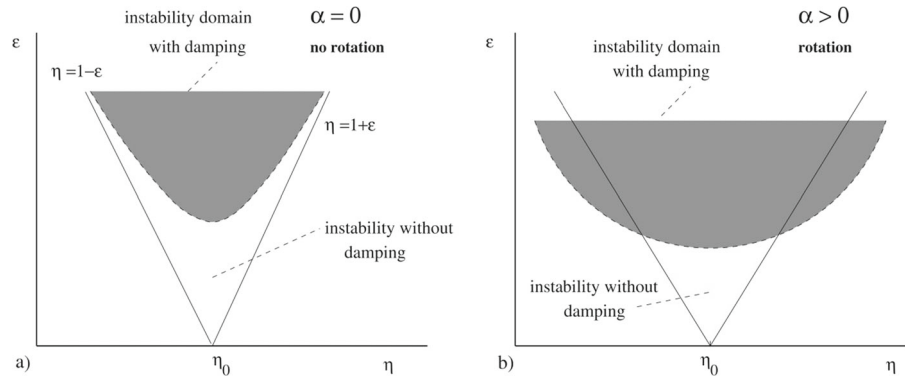 instability domain
with damping
α = 0
no rotation
ε
η = 1−ε
η = 1+ε
instability without
damping
a)
η0
η
α > 0
rotation
ε
instability domain
with damping
instability without
damping
b)
η0
η